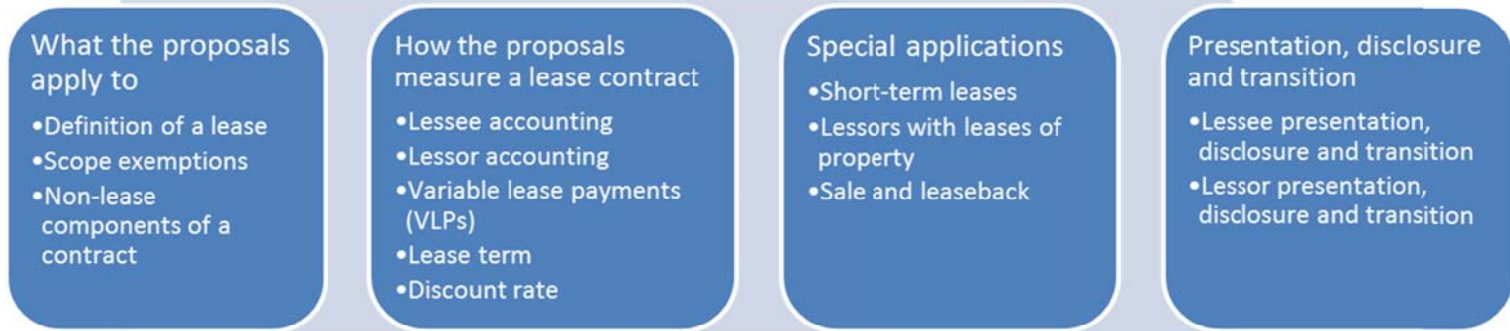 What the proposals
apply to
•Definition of a lease
•Scope exemptions
•Non-lease
components of a
contract
How the proposals
measure a lease contract
•Lessee accounting
•Lessor accounting
•Variable lease payments
(VLPs)
•Lease term
•Discount rate
Special applications
•Short-term leases
•Lessors with leases of
property
•Sale and leaseback
Presentation, disclosure
and transition
•Lessee presentation,
disclosure and transition
•Lessor presentation,
disclosure and transition